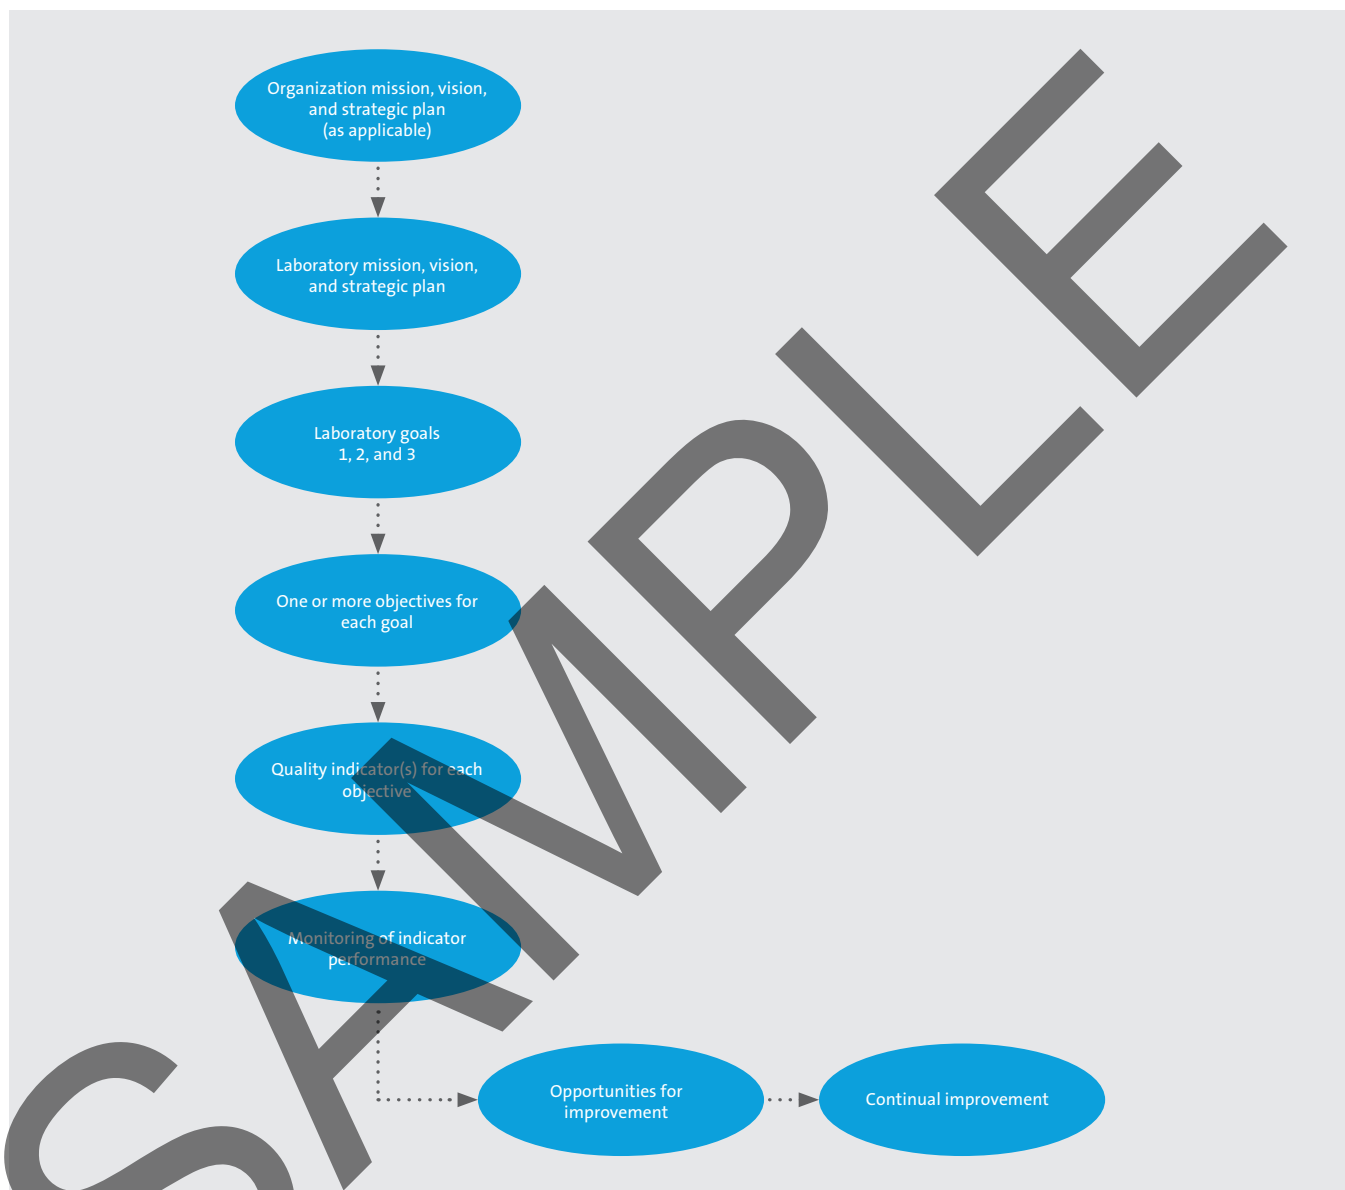 Organization mission, vision,
and strategic plan
(as applicable)
Laboratory mission, vision,
and strategic plan
Laboratory goals
1, 2, and 3
One or more objectives for
each goal
Quality indicator(s) for each
objective
Monitoring of indicator
performance
Opportunities for
improvement
Continual improvement
SAMPLE